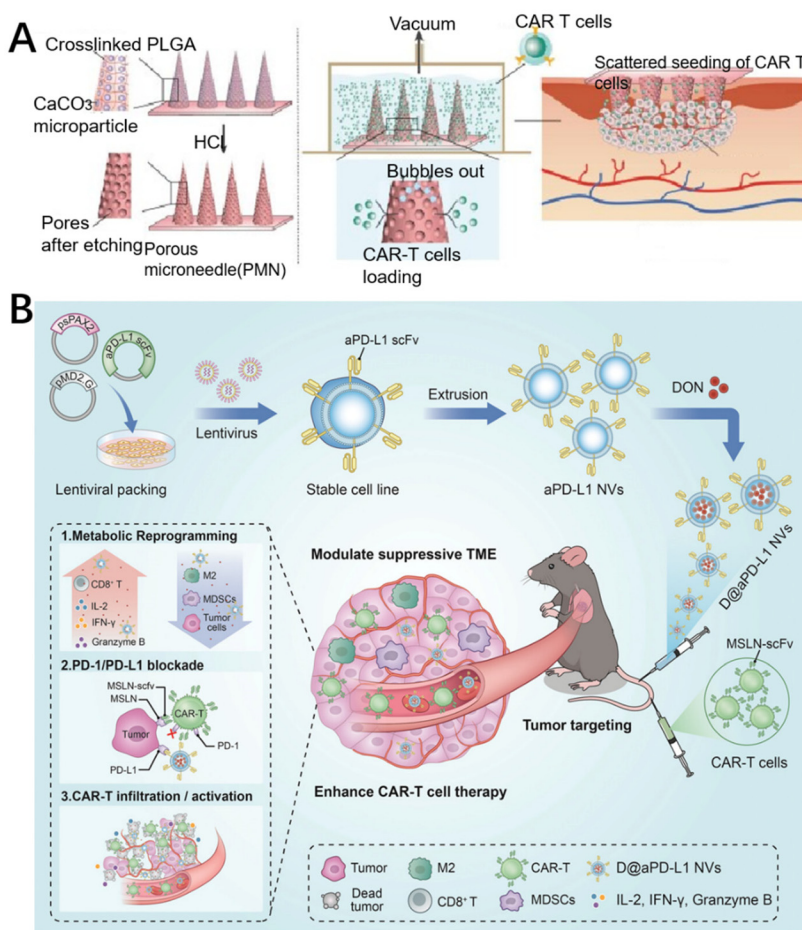 A
Crosslinked PLGA
CaCO3
microparticle
HCl
Pores
after etching
Porous
microneedle(PMN)
Vacuum
CAR T cells
Bubbles out
CAR-T cells
loading
Scattered seeding of CAR T
cells
B
psPAX2
aPD-L1 scFv
pMD2.G
Lentiviral packing
Lentivirus
aPD-L1 scFv
Stable cell line
Extrusion
aPD-L1 NVs
DON
D@aPD-L1 NVs
1.Metabolic Reprogramming
CD8+ T
IL-2
IFN-γ
Granzyme B
M2
MDSCs
Tumor
cells
2.PD-1/PD-L1 blockade
MSLN-scfv
MSLN
CAR-T
Tumor
PD-1
PD-L1
3.CAR-T infiltration / activation
Modulate suppressive TME
Enhance CAR-T cell therapy
Tumor targeting
MSLN-scFv
CAR-T cells
Tumor
M2
CAR-T
D@aPD-L1 NVs
Dead
tumor
CD8+ T
MDSCs
IL-2, IFN-γ, Granzyme B